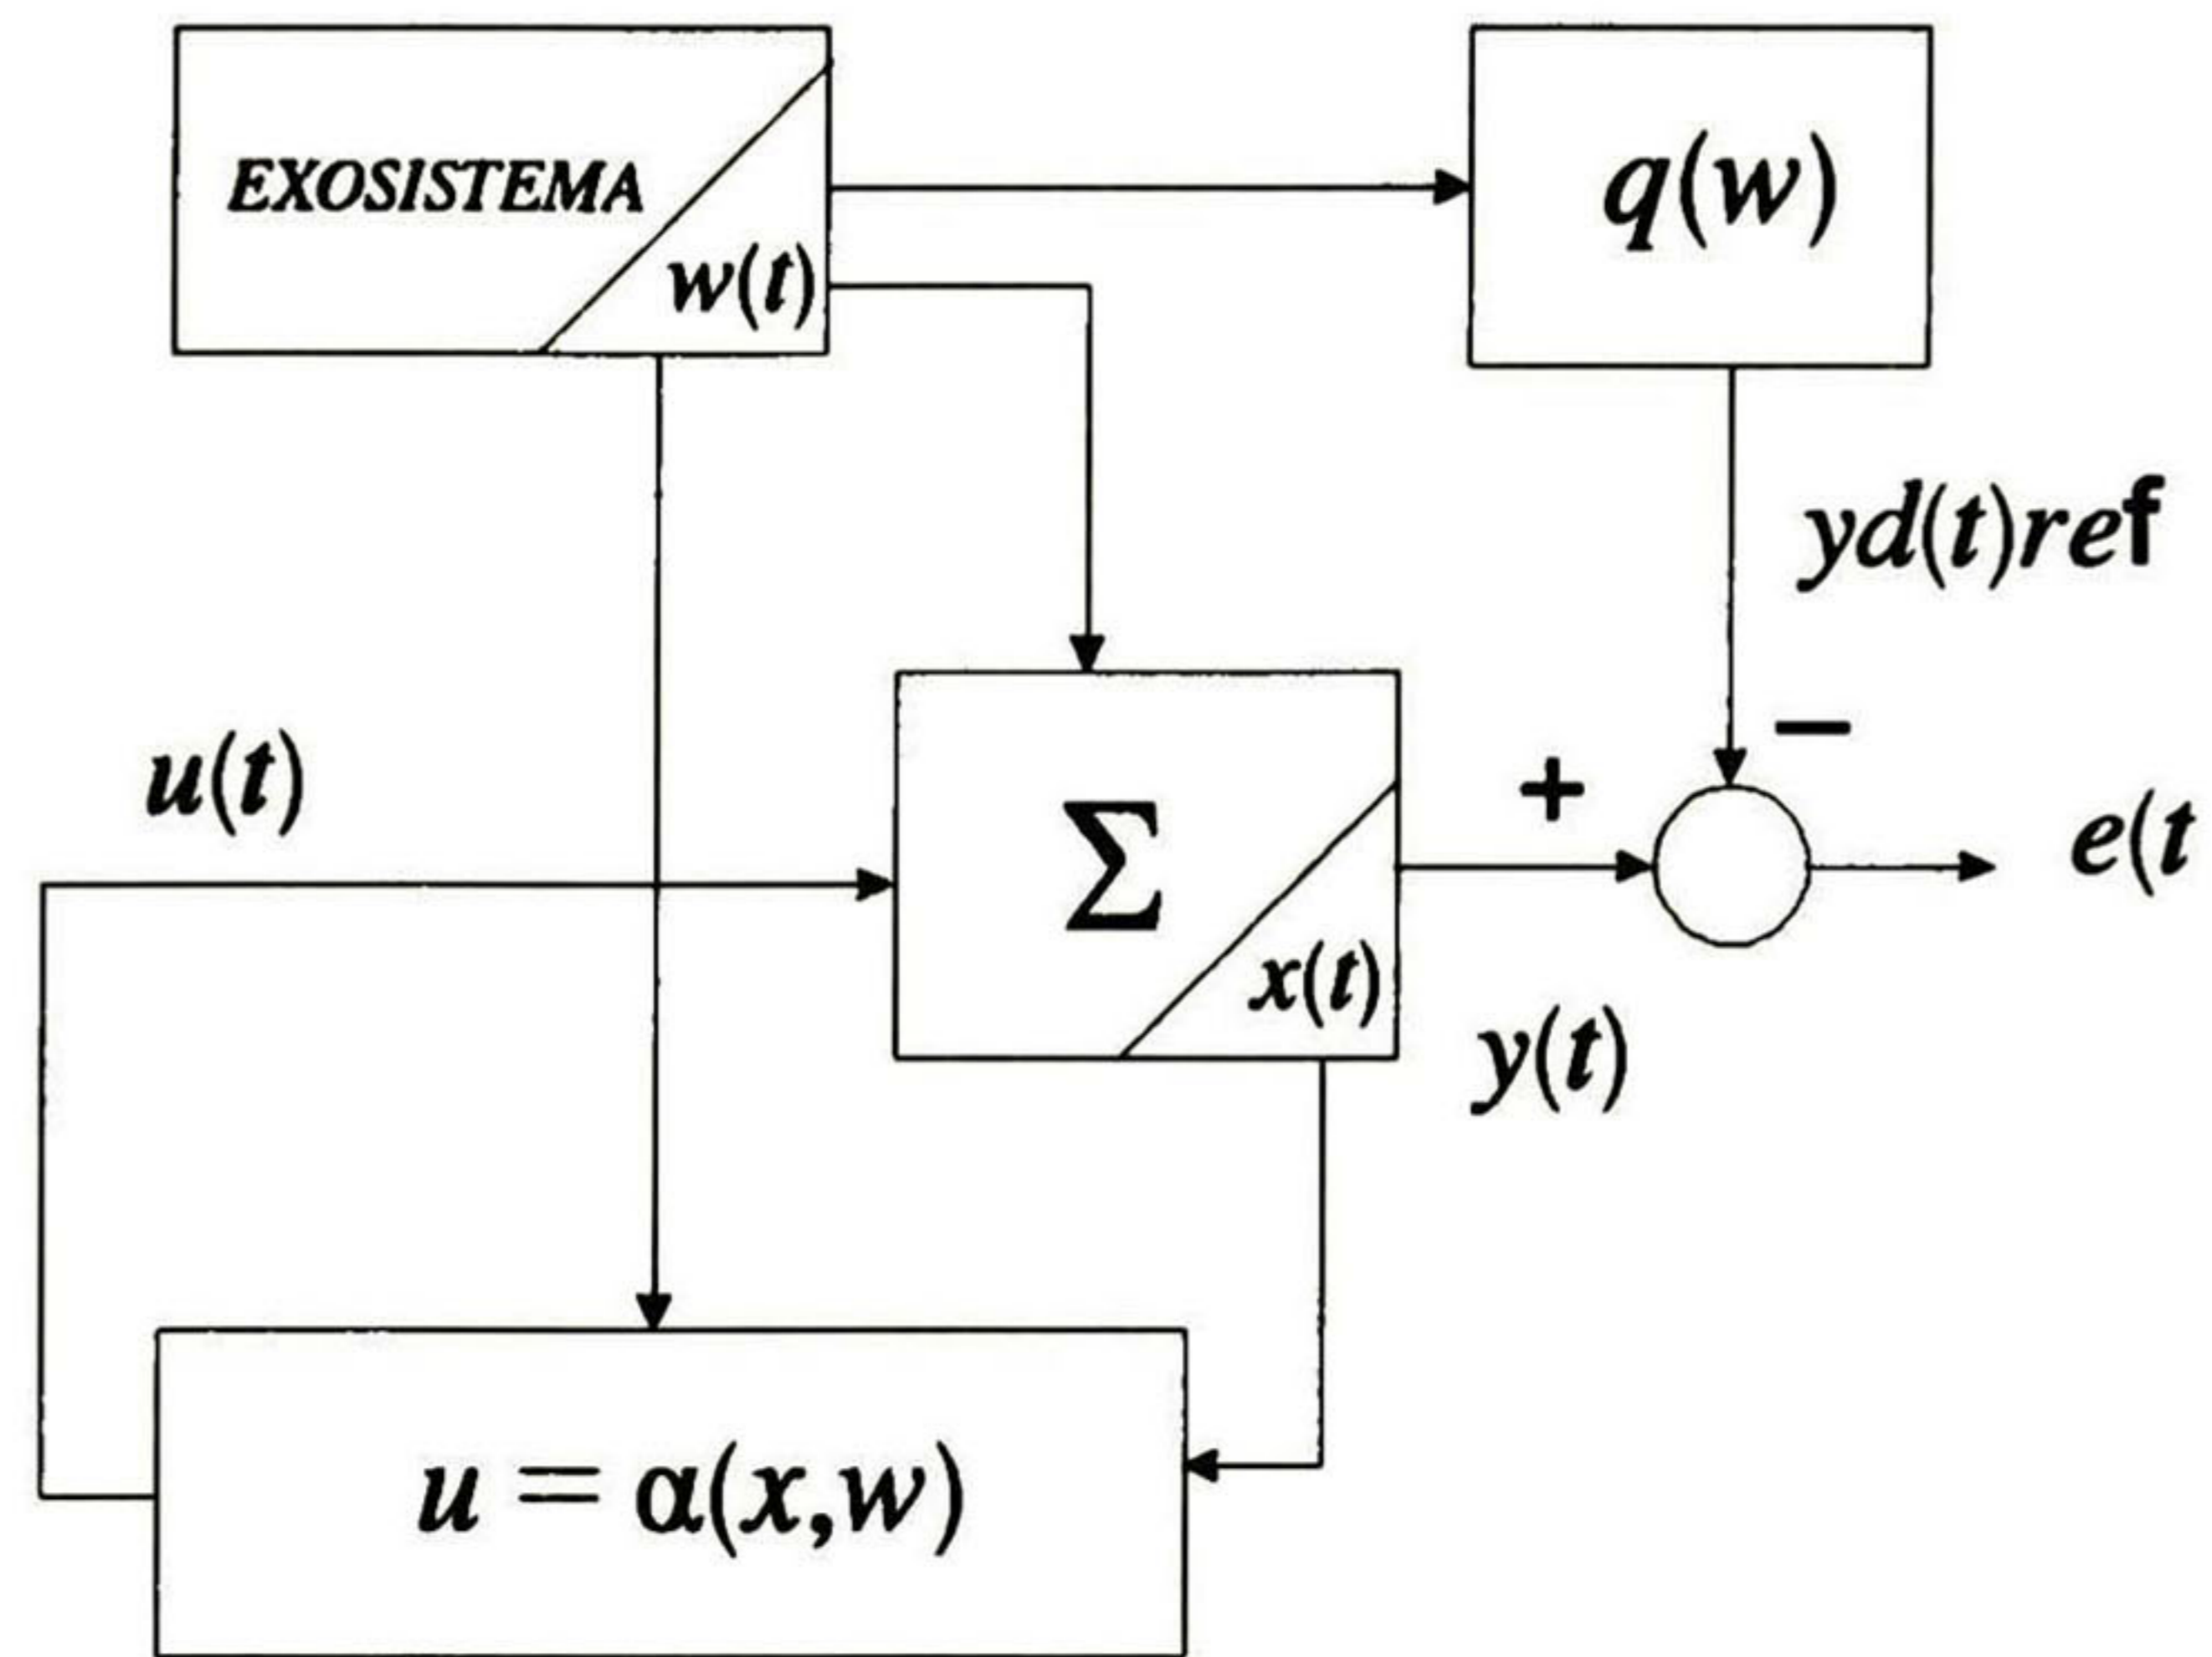 EXOSISTEMA
w(t)
q(w)
yd(t)ref
u(t)
Σ
x(t)
+
−
e(t
y(t)
u = α(x,w)